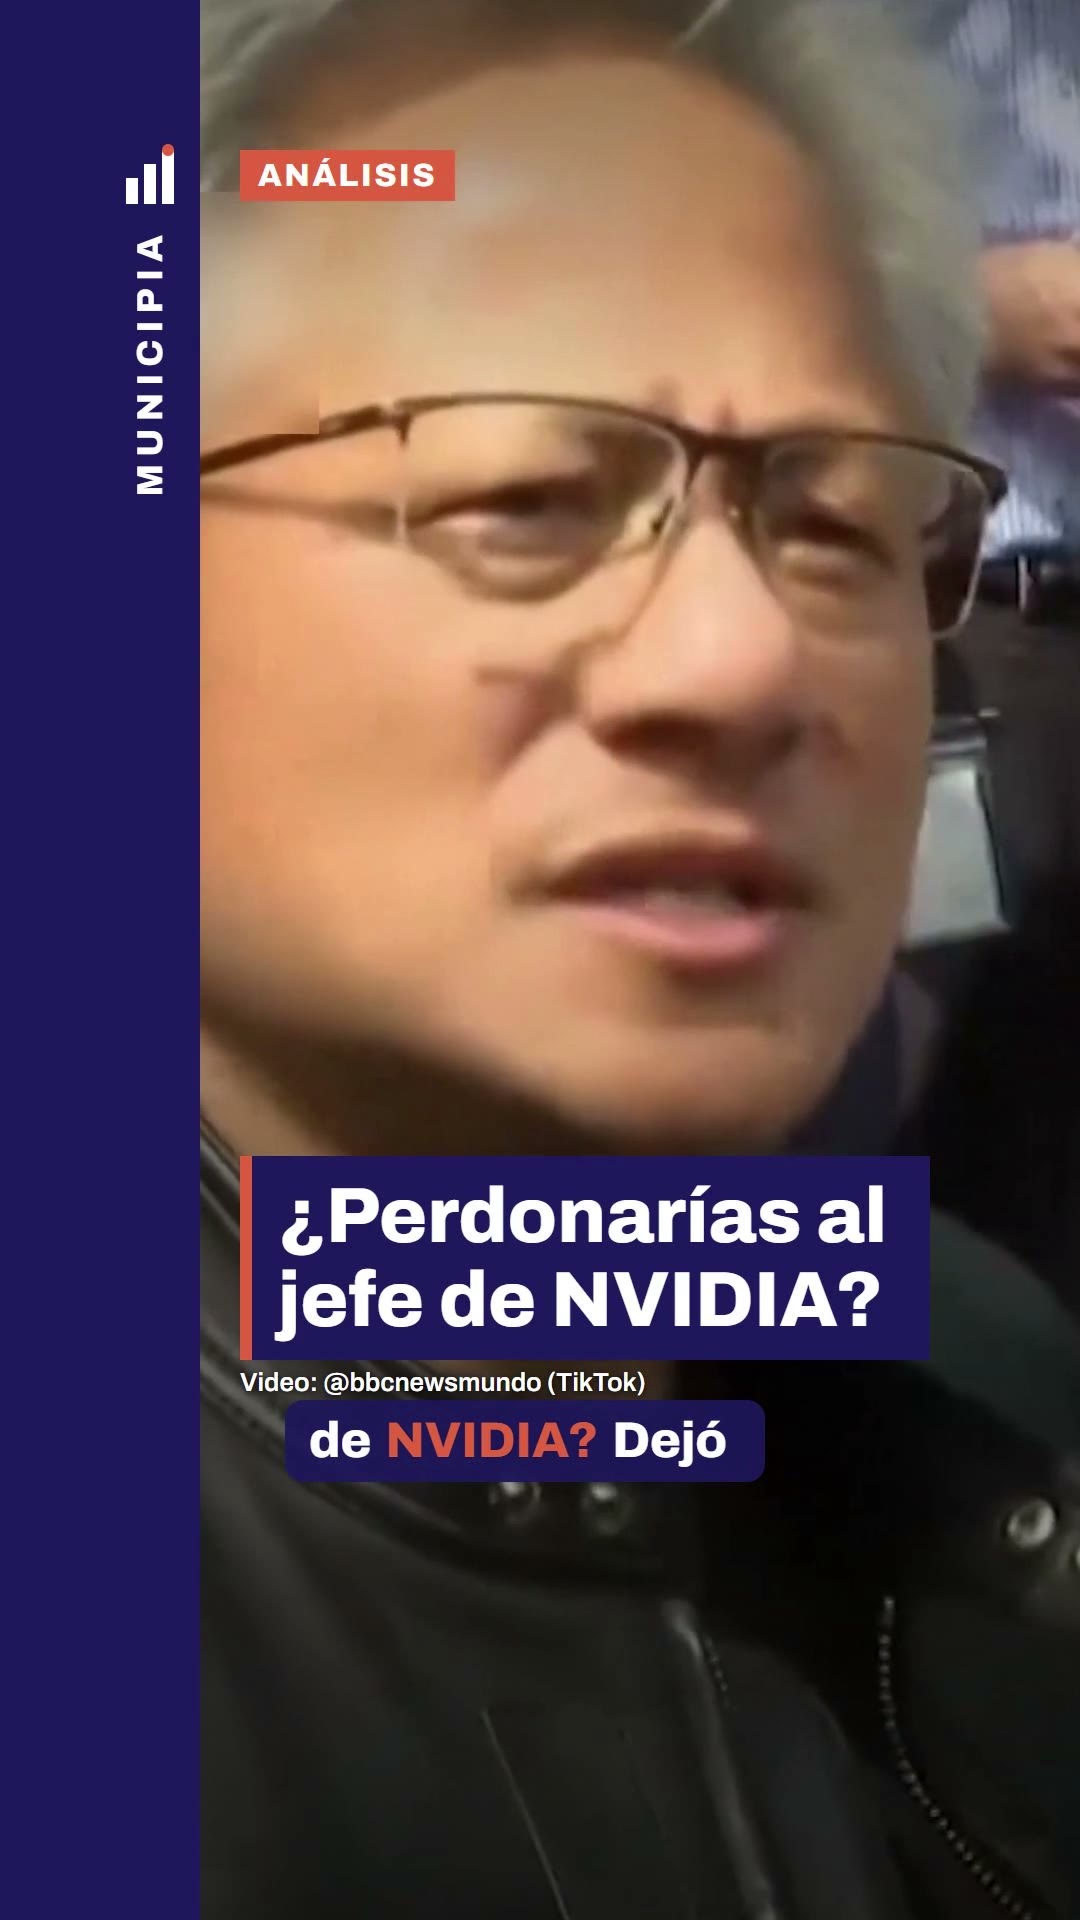 MUNICIPIA
ANÁLISIS
¿Perdonarías al
jefe de NVIDIA?
Video: @bbcnewsmundo (TikTok)
de NVIDIA? Dejó